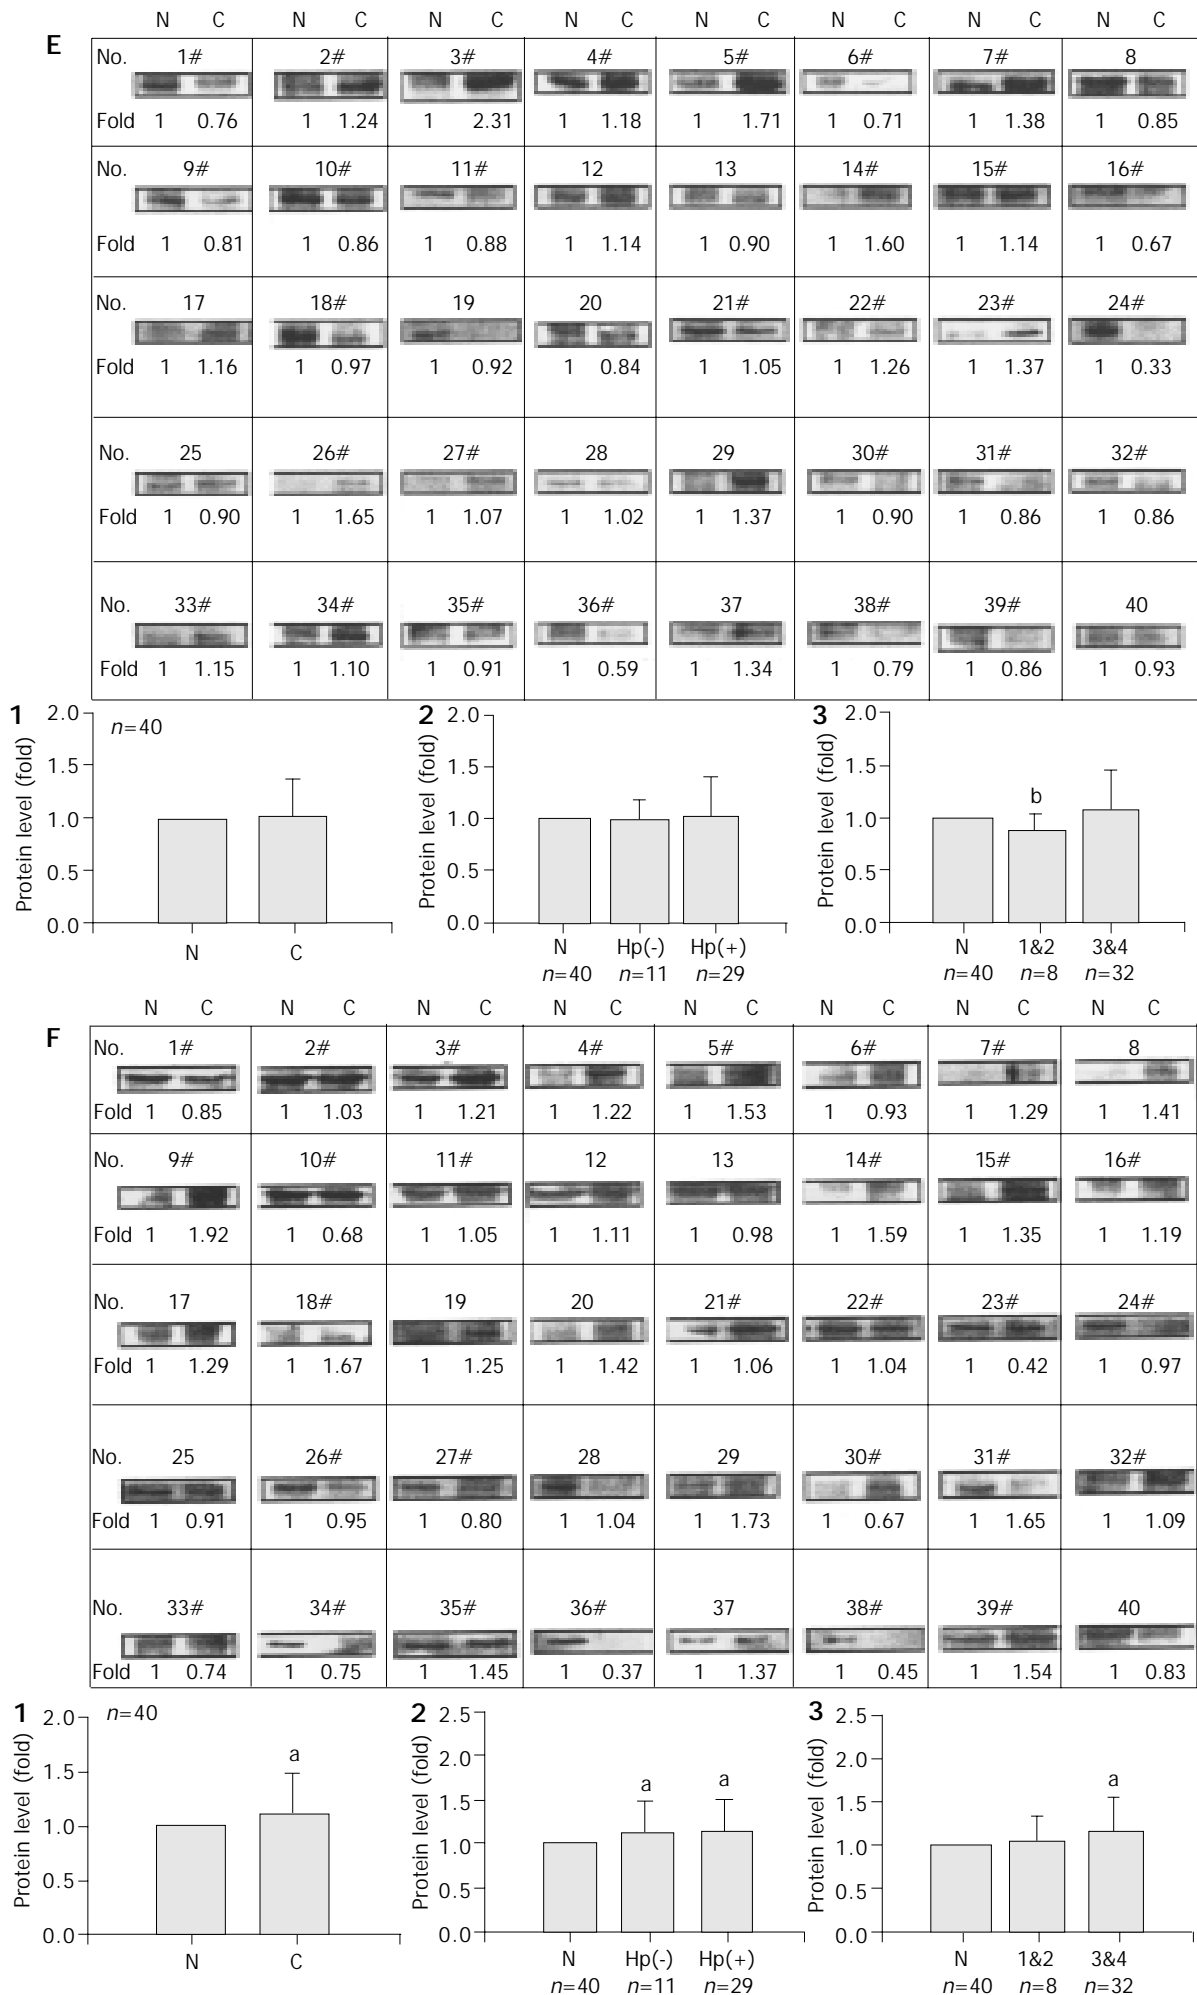 N C N C N C N C N C N C N C N C
E
No. 1# 2# 3# 4# 5# 6# 7# 8
Fold 1 0.76 1 1.24 1 2.31 1 1.18 1 1.71 1 0.71 1 1.38 1 0.85
No. 9# 10# 11# 12 13 14# 15# 16#
Fold 1 0.81 1 0.86 1 0.88 1 1.14 1 0.90 1 1.60 1 1.14 1 0.67
No. 17 18# 19 20 21# 22# 23# 24#
Fold 1 1.16 1 0.97 1 0.92 1 0.84 1 1.05 1 1.26 1 1.37 1 0.33
No. 25 26# 27# 28 29 30# 31# 32#
Fold 1 0.90 1 1.65 1 1.07 1 1.02 1 1.37 1 0.90 1 0.86 1 0.86
No. 33# 34# 35# 36# 37 38# 39# 40
Fold 1 1.15 1 1.10 1 0.91 1 0.59 1 1.34 1 0.79 1 0.86 1 0.93
1
Protein level (fold)
2.0
1.5
1.0
0.5
0.0
n=40
N C
2
Protein level (fold)
2.0
1.5
1.0
0.5
0.0
N Hp(-) Hp(+)
n=40 n=11 n=29
3
Protein level (fold)
2.0
1.5
1.0
0.5
0.0
b
N 1&2 3&4
n=40 n=8 n=32
N C N C N C N C N C N C N C N C
F
No. 1# 2# 3# 4# 5# 6# 7# 8
Fold 1 0.85 1 1.03 1 1.21 1 1.22 1 1.53 1 0.93 1 1.29 1 1.41
No. 9# 10# 11# 12 13 14# 15# 16#
Fold 1 1.92 1 0.68 1 1.05 1 1.11 1 0.98 1 1.59 1 1.35 1 1.19
No. 17 18# 19 20 21# 22# 23# 24#
Fold 1 1.29 1 1.67 1 1.25 1 1.42 1 1.06 1 1.04 1 0.42 1 0.97
No. 25 26# 27# 28 29 30# 31# 32#
Fold 1 0.91 1 0.95 1 0.80 1 1.04 1 1.73 1 0.67 1 1.65 1 1.09
No. 33# 34# 35# 36# 37 38# 39# 40
Fold 1 0.74 1 0.75 1 1.45 1 0.37 1 1.37 1 0.45 1 1.54 1 0.83
1
Protein level (fold)
2.0
1.5
1.0
0.5
0.0
n=40
a
N C
2
Protein level (fold)
2.5
2.0
1.5
1.0
0.5
0.0
a a
N Hp(-) Hp(+)
n=40 n=11 n=29
3
Protein level (fold)
2.5
2.0
1.5
1.0
0.5
0.0
a
N 1&2 3&4
n=40 n=8 n=32